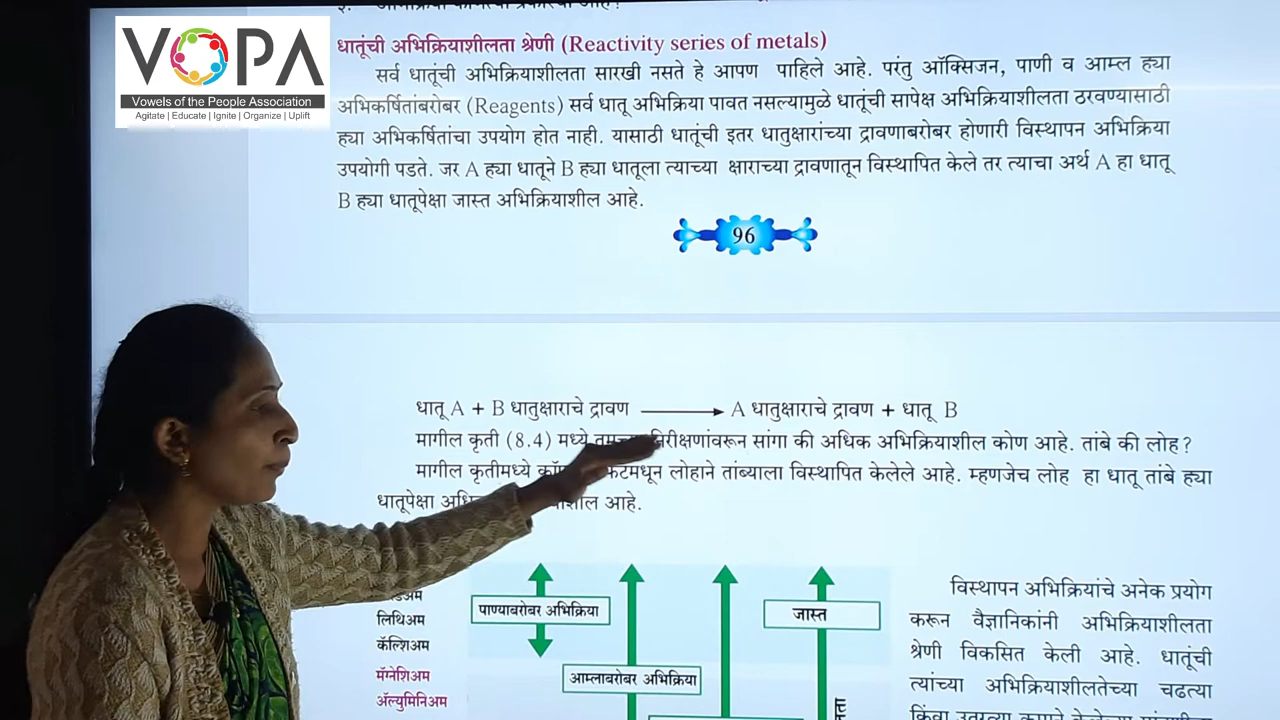 VOPA
Vowels of the People Association
Agitate | Educate | Ignite | Organize | Uplift
धातूंची अभिक्रियाशीलता श्रेणी (Reactivity series of metals)
सर्व धातूंची अभिक्रियाशीलता सारखी नसते हे आपण पाहिले आहे. परंतु ऑक्सिजन, पाणी व आम्ल ह्या
अभिकर्षितांबरोबर (Reagents) सर्व धातू अभिक्रिया पावत नसल्यामुळे धातूंची सापेक्ष अभिक्रियाशीलता ठरवण्यासाठी
ह्या अभिकर्षितांचा उपयोग होत नाही. यासाठी धातूंची इतर धातुक्षारांच्या द्रावणाबरोबर होणारी विस्थापन अभिक्रिया
उपयोगी पडते. जर A ह्या धातूने B ह्या धातूला त्याच्या क्षाराच्या द्रावणातून विस्थापित केले तर त्याचा अर्थ A हा धातू
B ह्या धातूपेक्षा जास्त अभिक्रियाशील आहे.
96
धातू A + B धातुक्षाराचे द्रावण ⟶ A धातुक्षाराचे द्रावण + धातू B
मागील कृती (8.4) मध्ये सांगा की अधिक अभिक्रियाशील कोण आहे. तांबे की लोह?
मागील कृतीमध्ये लोहाने तांब्याला विस्थापित केलेले आहे. म्हणजेच लोह हा धातू तांबे ह्या
धातूपेक्षा आहे.
पाण्याबरोबर अभिक्रिया
जास्त
लिथिअम
कॅल्शिअम
मॅग्नेशिअम
आम्लाबरोबर अभिक्रिया
ॲल्युमिनिअम
विस्थापन अभिक्रियांचे अनेक प्रयोग
करून वैज्ञानिकांनी अभिक्रियाशीलता
श्रेणी विकसित केली आहे. धातूंची
त्यांच्या अभिक्रियाशीलतेच्या चढत्या